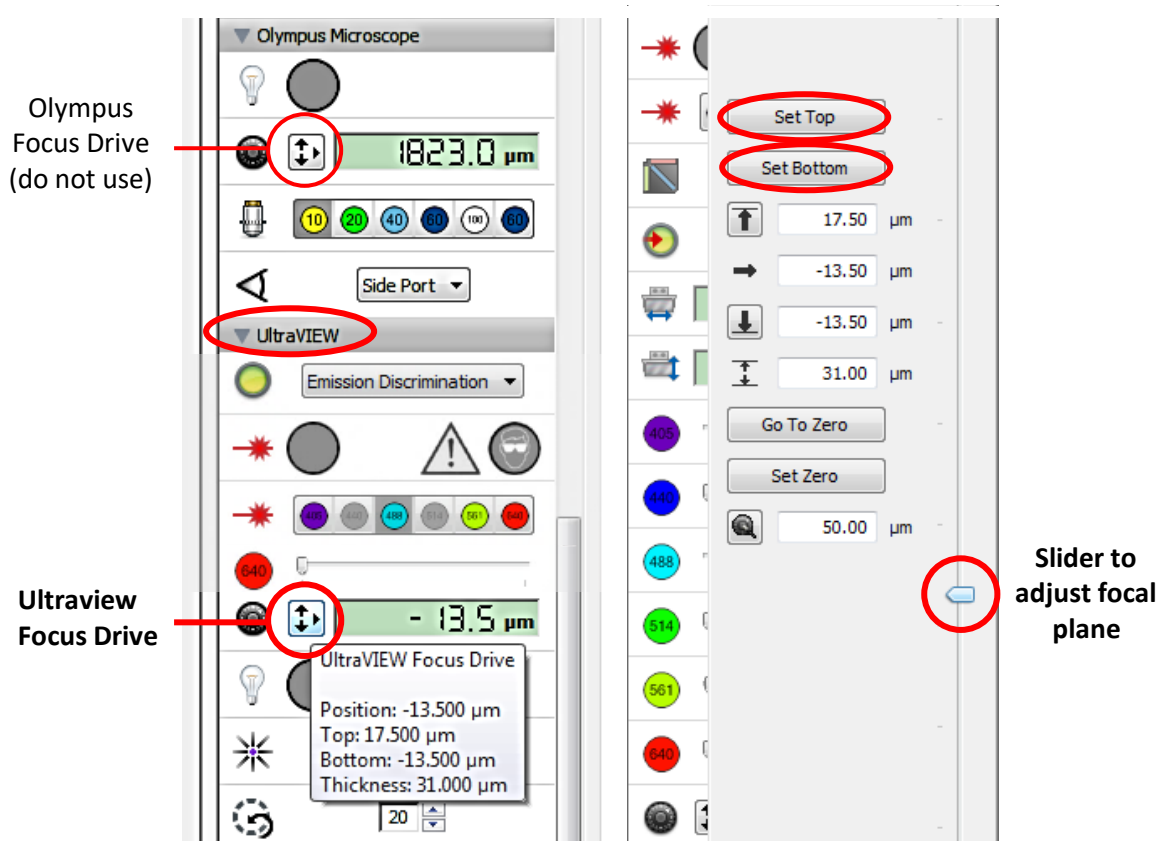 Olympus Microscope
Olympus
Focus Drive
(do not use)
1823.0 µm
10 20 40 60 100 60
Side Port
UltraVIEW
Emission Discrimination
405 440 488 514 561 640
640
Ultraview
Focus Drive
- 13.5 µm
UltraVIEW Focus Drive
Position: -13.500 µm
Top: 17.500 µm
Bottom: -13.500 µm
Thickness: 31.000 µm
20
Set Top
Set Bottom
17.50 µm
-13.50 µm
-13.50 µm
31.00 µm
405
Go To Zero
440
Set Zero
50.00 µm
488
514
561
640
Slider to
adjust focal
plane